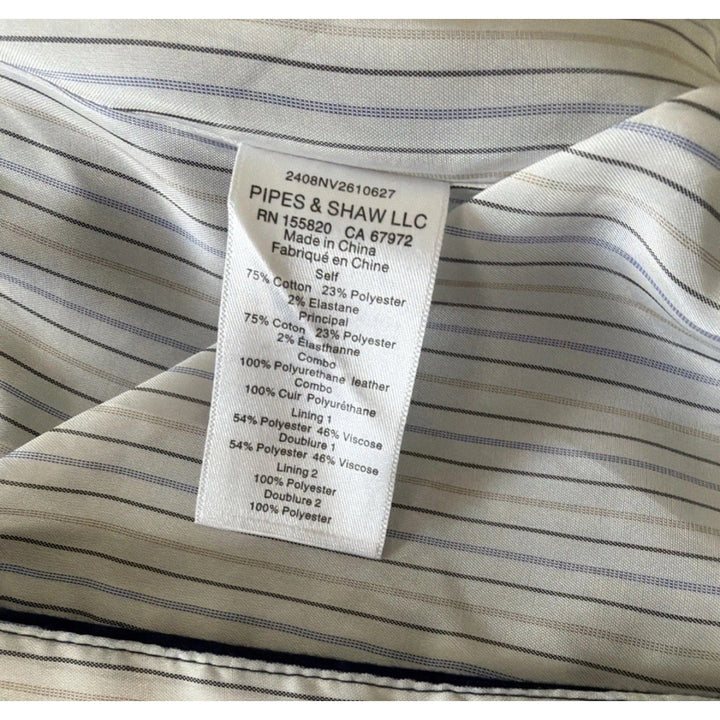 2408NV2610627
PIPES & SHAW LLC
RN 155820 CA 67972
Made in China
Fabriqué en Chine
Self
75% Cotton 23% Polyester
2% Elastane
Principal
75% Coton 23% Polyester
2% Élasthanne
Combo
100% Polyurethane leather
Combo
100% Cuir Polyuréthane
Lining 1
54% Polyester 46% Viscose
Doublure 1
54% Polyester 46% Viscose
Lining 2
100% Polyester
Doublure 2
100% Polyester